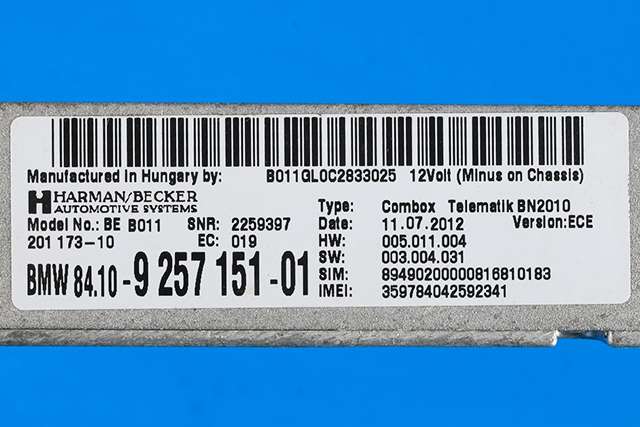 Manufactured in Hungary by: B011GL0C2833025 12Volt (Minus on Chassis)
HARMAN/BECKER
AUTOMOTIVE SYSTEMS
Type: Combox Telematik BN2010
Model No.: BE B011 SNR: 2259397 Date: 11.07.2012 Version:ECE
201 173-10 EC: 019 HW: 005.011.004
SW: 003.004.031
BMW 84.10 -9 257 151 -01 SIM: 89490200000816810183
IMEI: 359784042592341